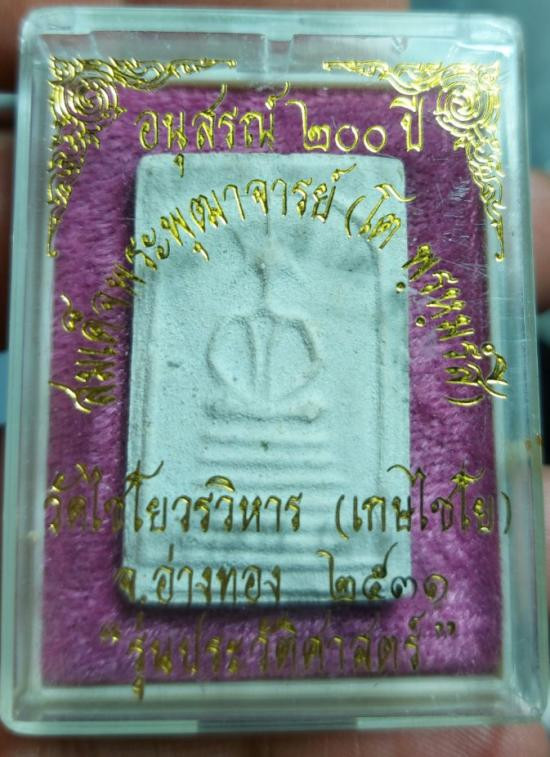 อนุสรณ์ ๒๐๐ ปี
สมเด็จพระพุฒาจารย์ (โต พฺรหฺมรังสี)
วัดไชโยวรวิหาร (เกษไชโย)
จ.อ่างทอง ๒๕๓๑
"รุ่นประวัติศาสตร์"